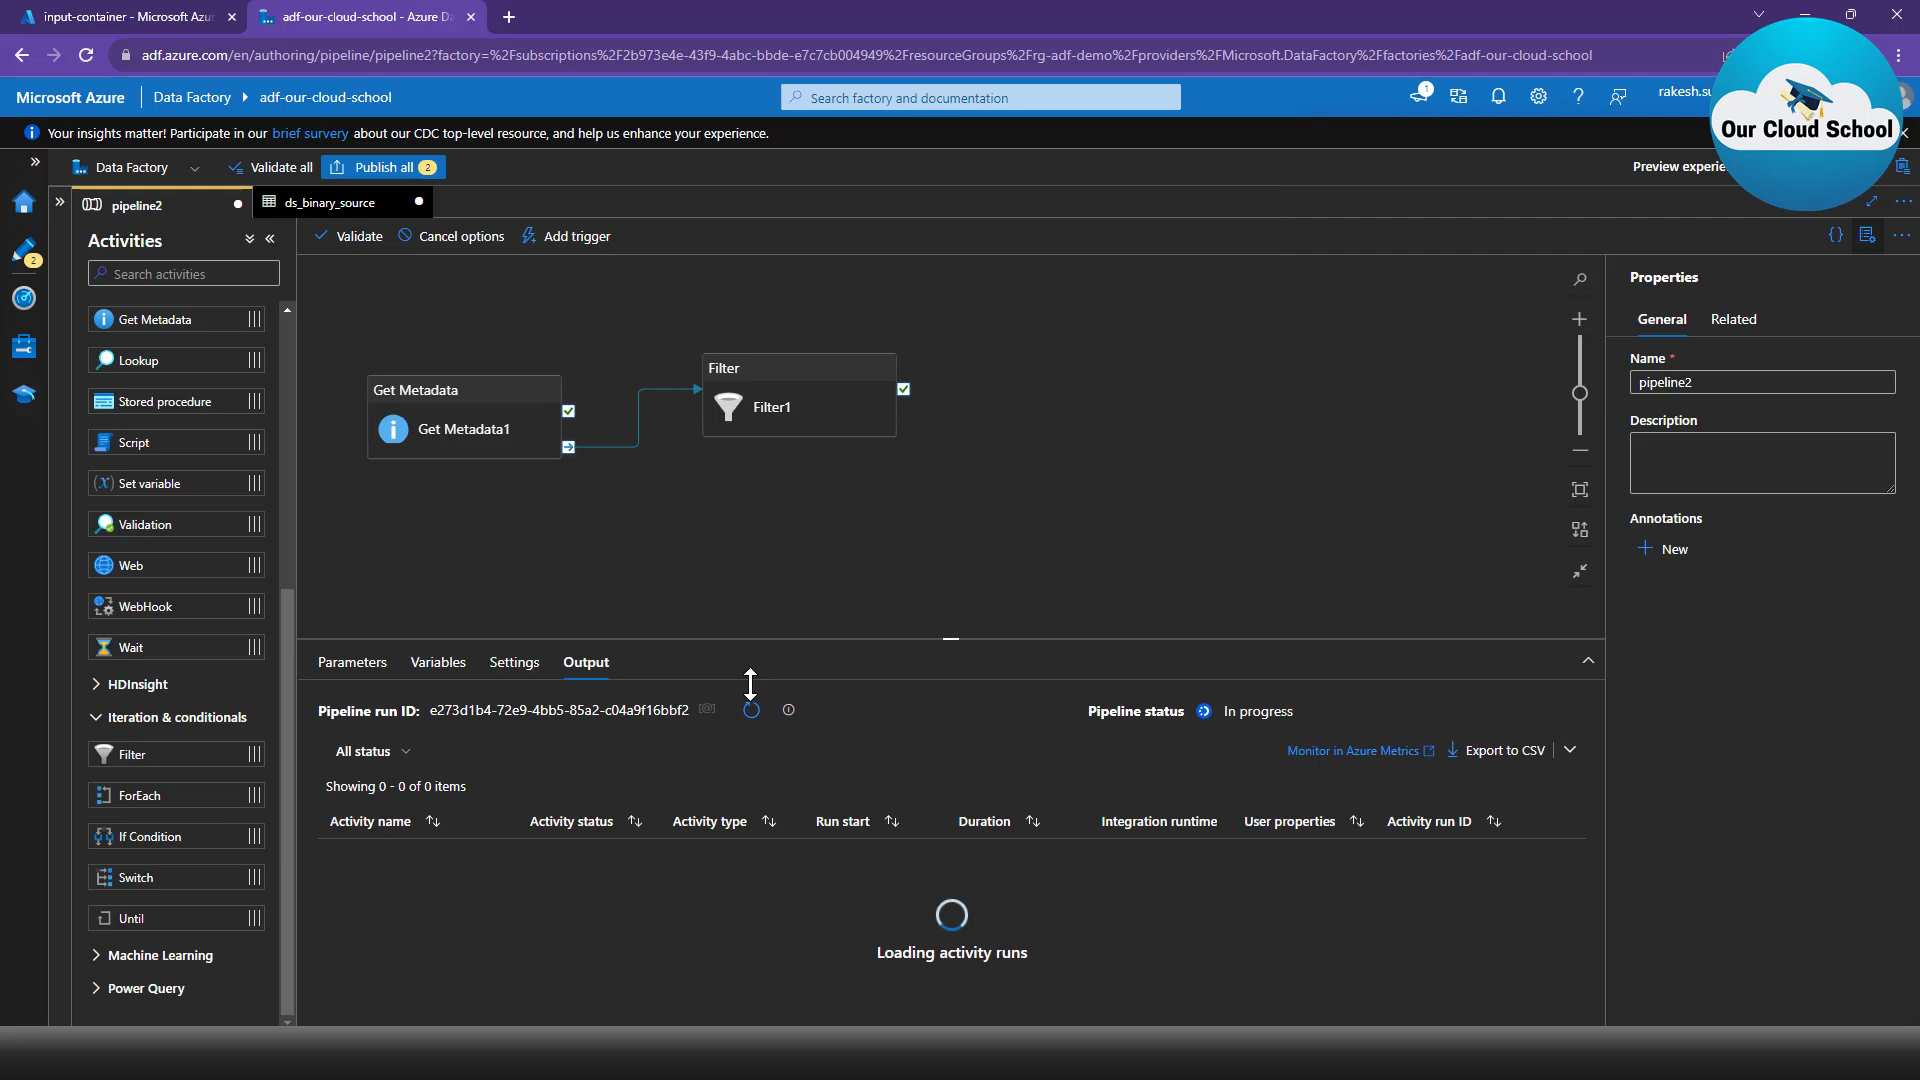 input-container - Microsoft Azu
adf-our-cloud-school - Azure Da
adf.azure.com/en/authoring/pipeline/pipeline2?factory=%2Fsubscriptions%2F2b973e4e-43f9-4abc-bbde-e7c7cb004949%2FresourceGroups%2Frg-adf-demo%2Fproviders%2FMicrosoft.DataFactory%2Ffactories%2Fadf-our-cloud-school
Microsoft Azure
Data Factory
adf-our-cloud-school
Search factory and documentation
1
rakesh.su
Our Cloud School
Your insights matter! Participate in our brief survey about our CDC top-level resource, and help us enhance your experience.
Data Factory
Validate all
Publish all 2
Preview experie
pipeline2
ds_binary_source
2
Activities
Search activities
Get Metadata
Lookup
Stored procedure
Script
Set variable
Validation
Web
WebHook
Wait
HDInsight
Iteration & conditionals
Filter
ForEach
If Condition
Switch
Until
Machine Learning
Power Query
Validate
Cancel options
Add trigger
Get Metadata
Get Metadata1
Filter
Filter1
Parameters
Variables
Settings
Output
Pipeline run ID: e273d1b4-72e9-4bb5-85a2-c04a9f16bbf2
Pipeline status
In progress
All status
Monitor in Azure Metrics
Export to CSV
Showing 0 - 0 of 0 items
Activity name
Activity status
Activity type
Run start
Duration
Integration runtime
User properties
Activity run ID
Loading activity runs
Properties
General
Related
Name *
pipeline2
Description
Annotations
New